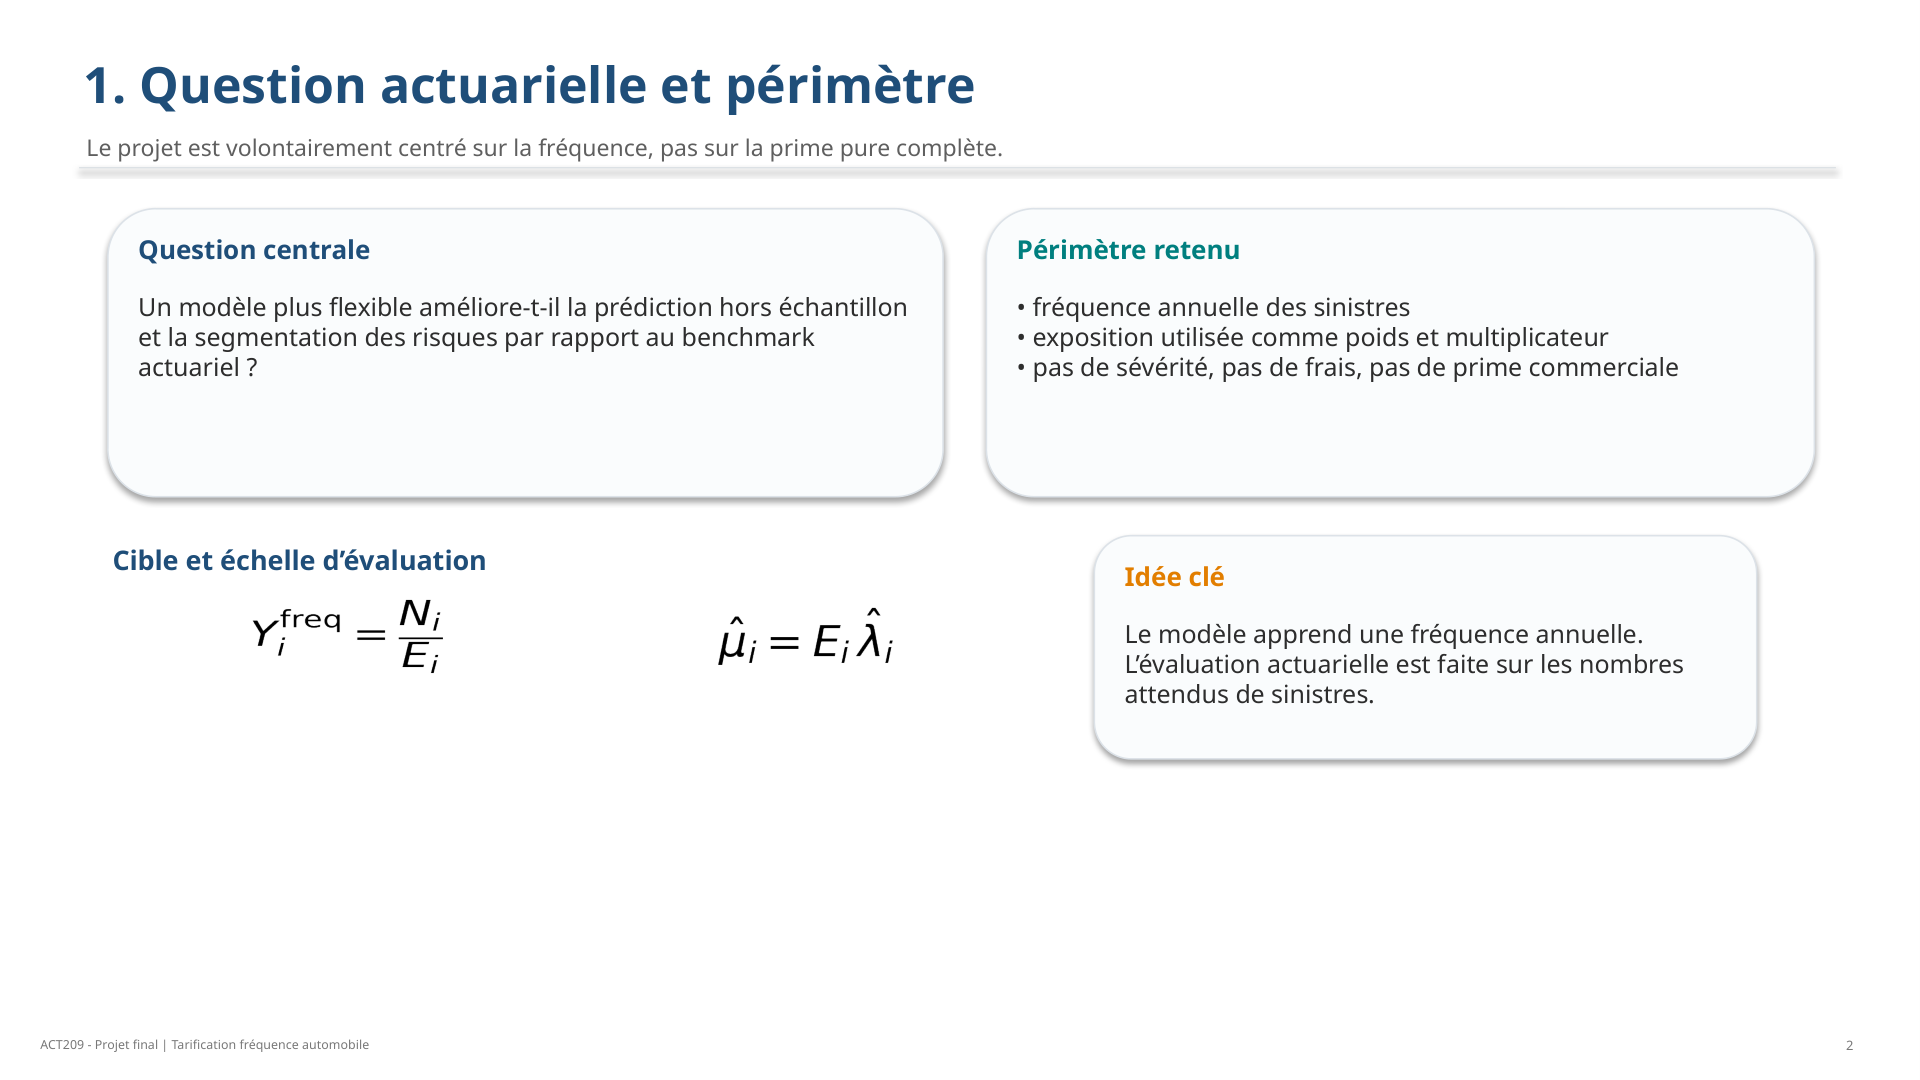 1. Question actuarielle et périmètre
Le projet est volontairement centré sur la fréquence, pas sur la prime pure complète.
Question centrale
Un modèle plus flexible améliore-t-il la prédiction hors échantillon
et la segmentation des risques par rapport au benchmark
actuariel ?
Périmètre retenu
• fréquence annuelle des sinistres
• exposition utilisée comme poids et multiplicateur
• pas de sévérité, pas de frais, pas de prime commerciale
Cible et échelle d’évaluation
Y_i^freq = N_i / E_i
μ̂_i = E_i λ̂_i
Idée clé
Le modèle apprend une fréquence annuelle.
L’évaluation actuarielle est faite sur les nombres
attendus de sinistres.
ACT209 - Projet final | Tarification fréquence automobile
2